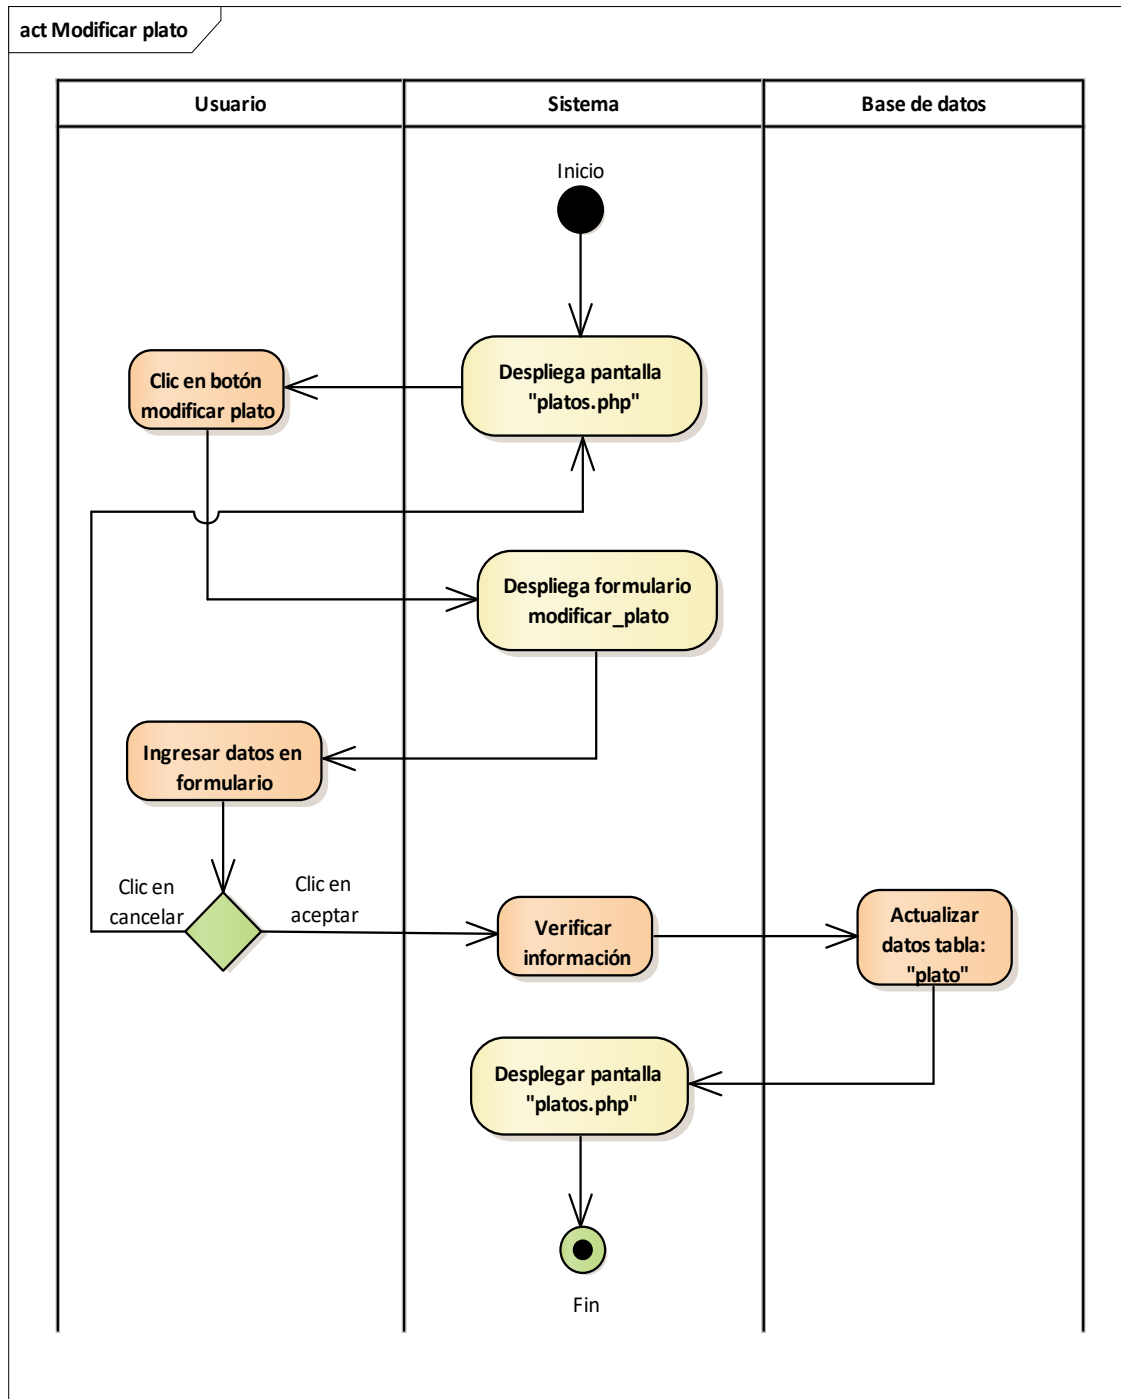 act Modificar plato
Usuario
Sistema
Base de datos
Inicio
Despliega pantalla
"platos.php"
Clic en botón
modificar plato
Despliega formulario
modificar_plato
Ingresar datos en
formulario
Clic en
cancelar
Clic en
aceptar
Verificar
información
Actualizar
datos tabla:
"plato"
Desplegar pantalla
"platos.php"
Fin